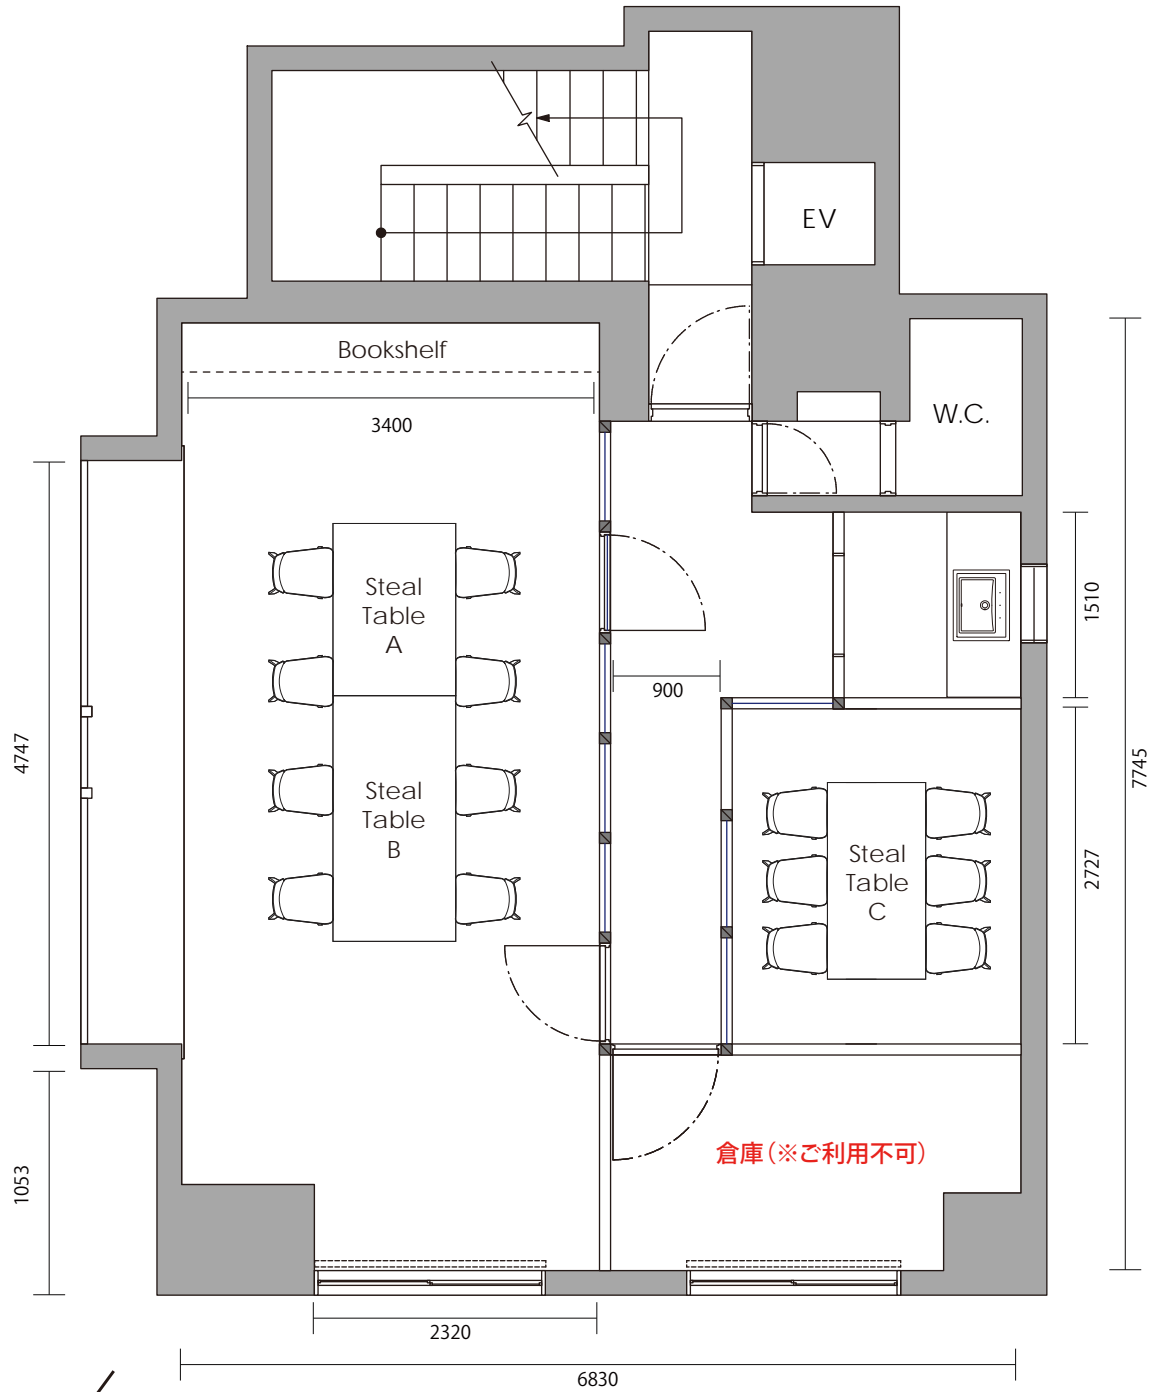 EV
Bookshelf
3400
W.C.
Steal
Table
A
900
1510
4747
7745
Steal
Table
B
Steal
Table
C
2727
倉庫(※ご利用不可)
1053
2320
6830